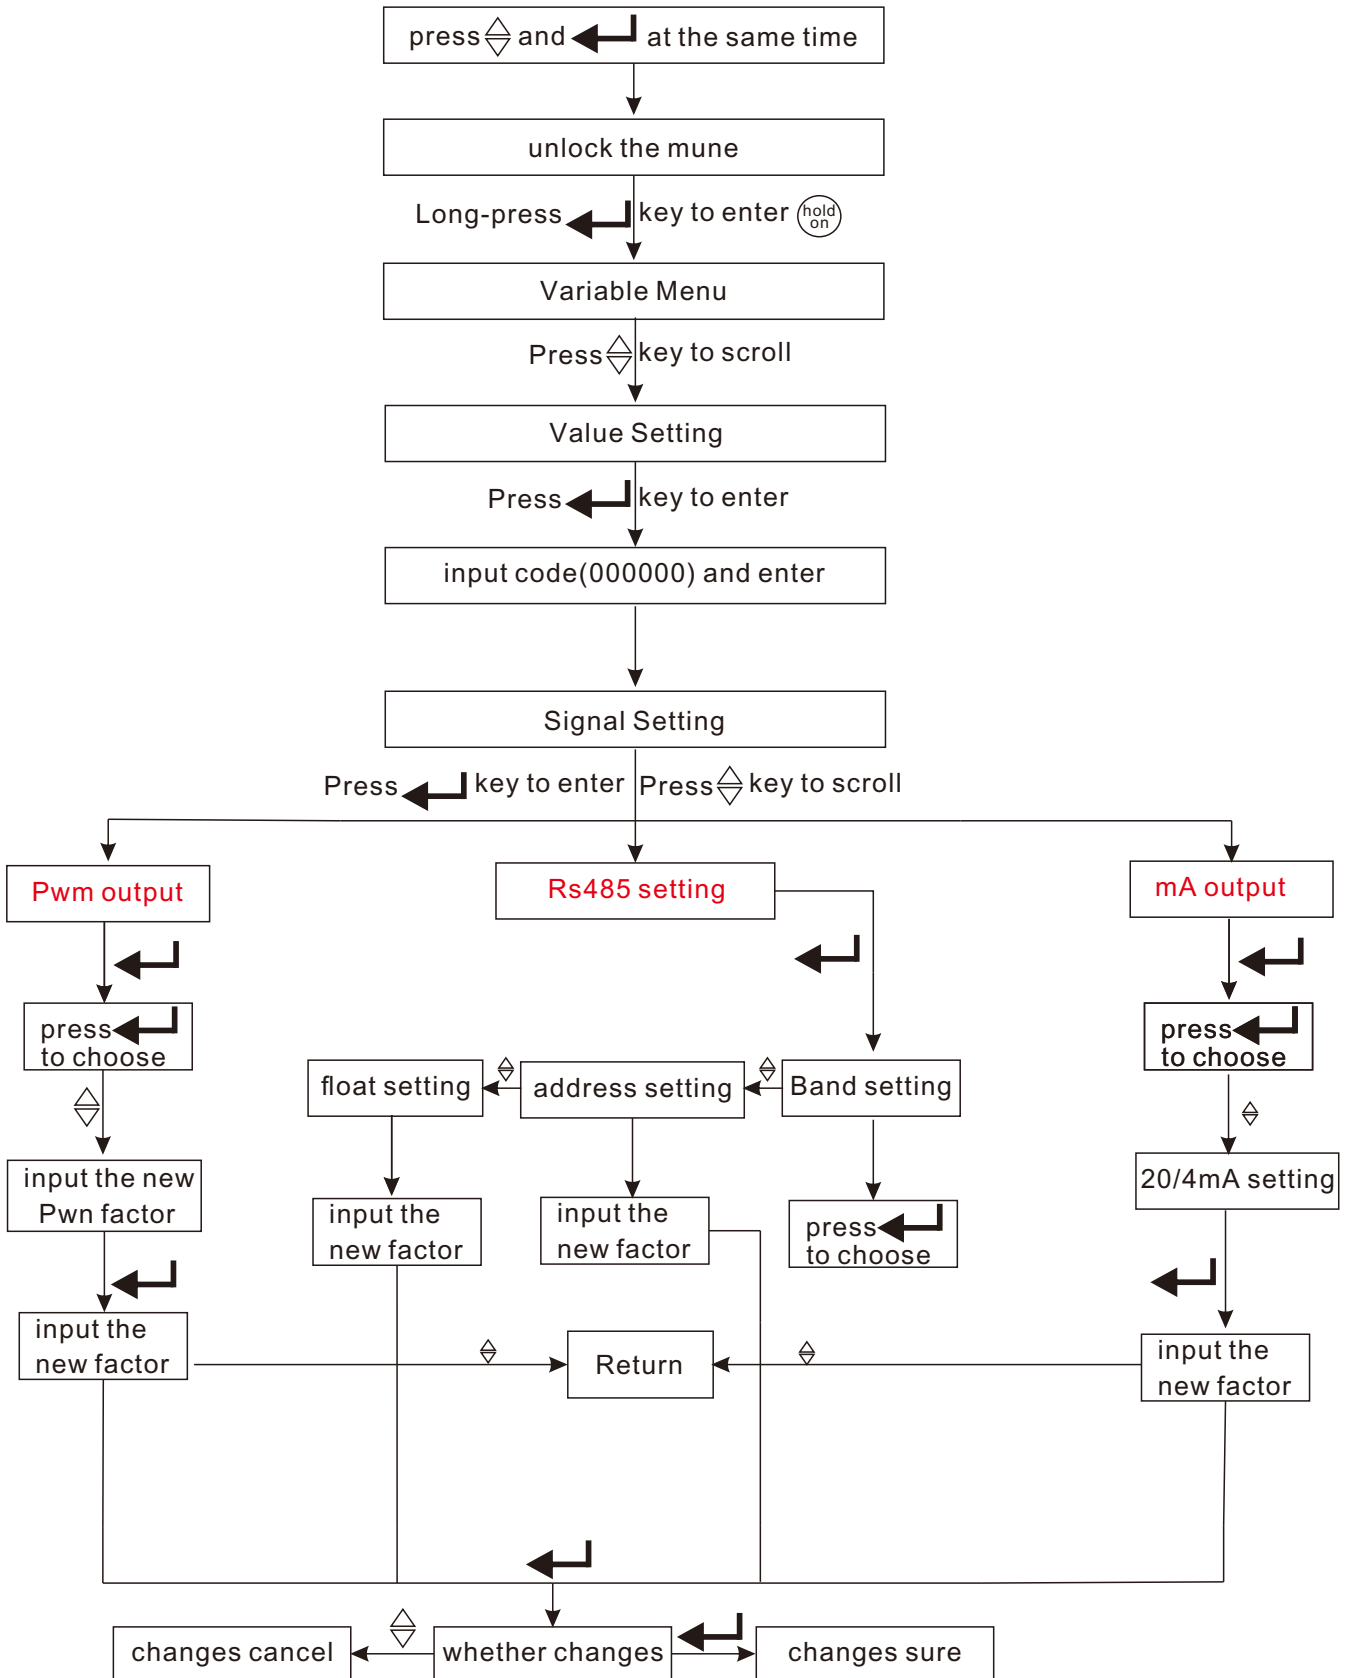 press and at the same time
unlock the mune
Long-press key to enter hold on
Variable Menu
Press key to scroll
Value Setting
Press key to enter
input code(000000) and enter
Signal Setting
Press key to enter Press key to scroll
Pwm output
Rs485 setting
mA output
press
to choose
press
to choose
float setting
address setting
Band setting
input the new
Pwn factor
20/4mA setting
input the
new factor
input the
new factor
press
to choose
input the
new factor
Return
input the
new factor
changes cancel
whether changes
changes sure